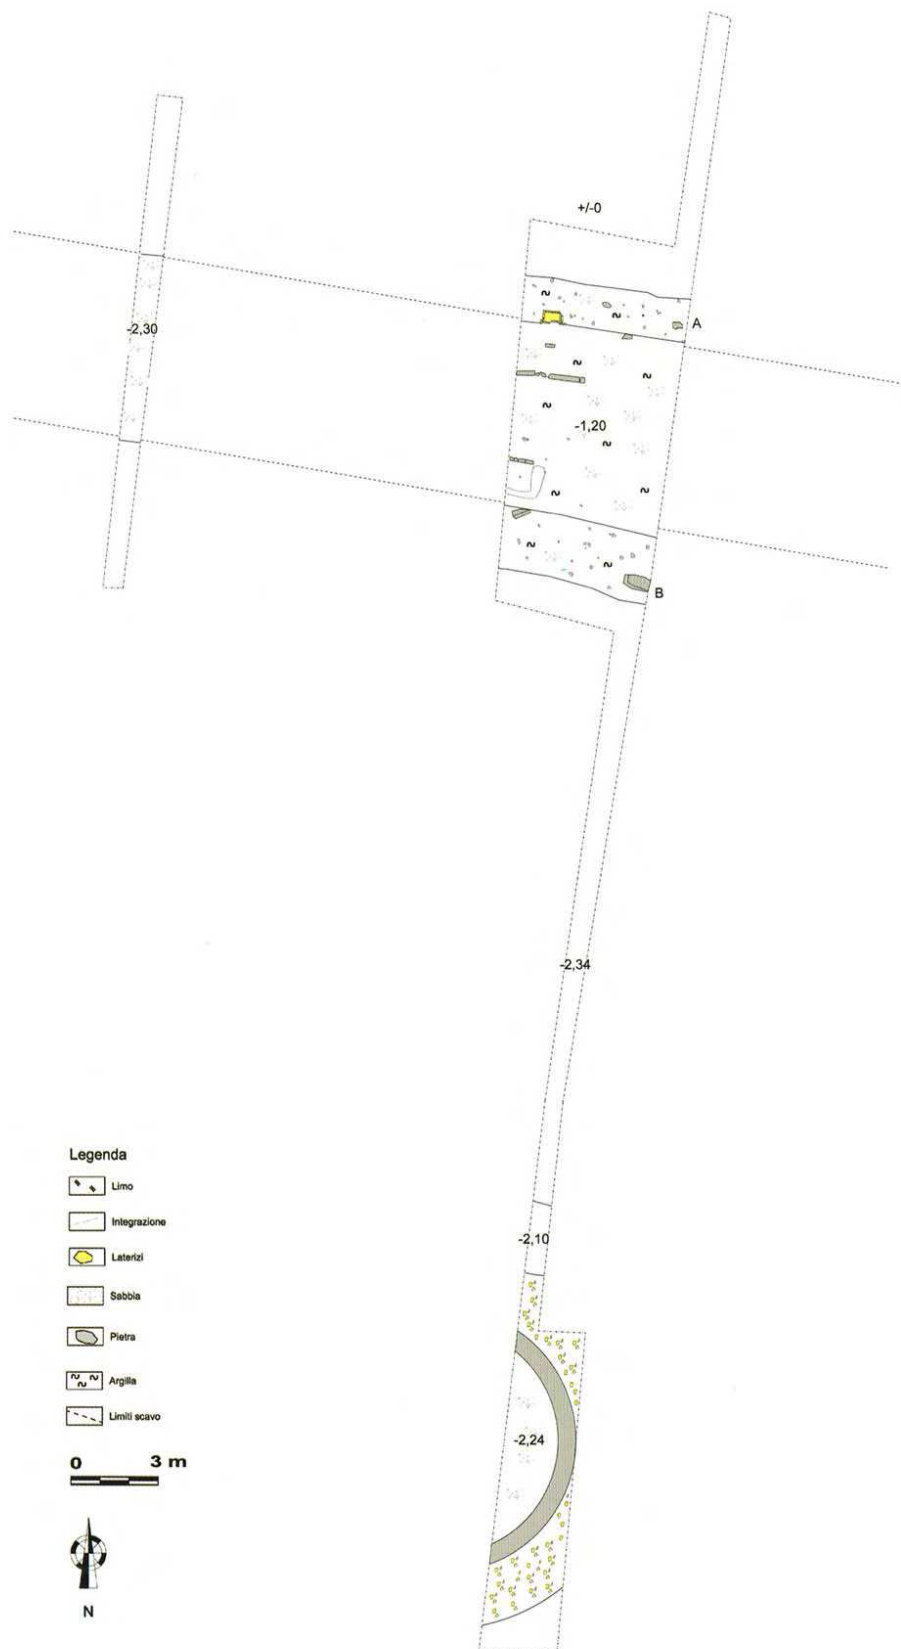 +/-0
A
-2,30
-1,20
B
-2,34
Legenda
Limo
Integrazione
-2,10
Laterizi
Sabbia
Pietra
Argilla
Limiti scavo
-2,24
0 3 m
N